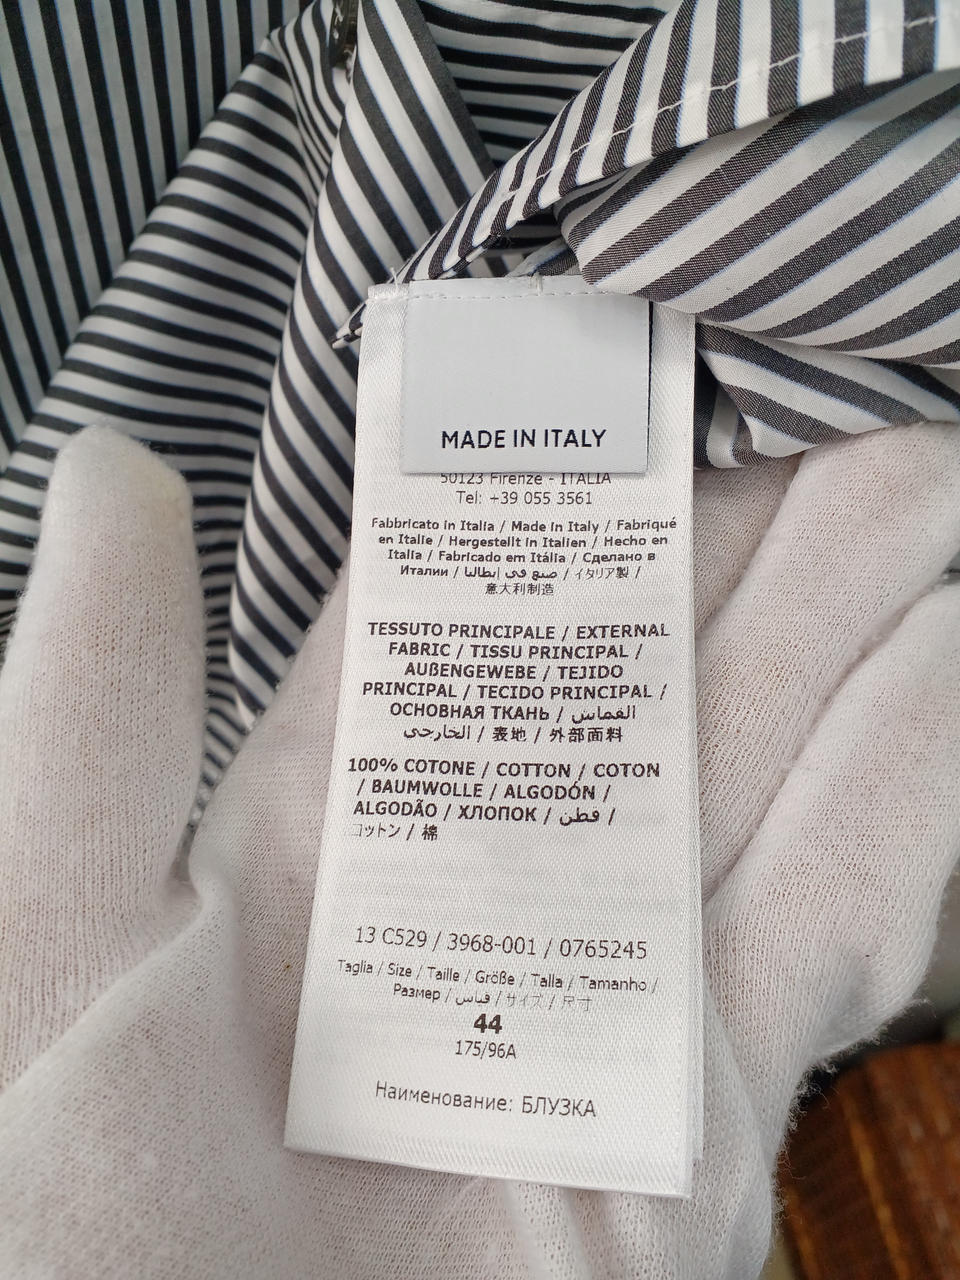 MADE IN ITALY
50123 Firenze - ITALIA
Tel: +39 055 3561
Fabbricato in Italia / Made in Italy / Fabriqué
en Italie / Hergestellt in Italien / Hecho en
Italia / Fabricado em Itália / Сделано в
Италии / صنع في إيطاليا / イタリア製 /
意大利制造
TESSUTO PRINCIPALE / EXTERNAL
FABRIC / TISSU PRINCIPAL /
AUßENGEWEBE / TEJIDO
PRINCIPAL / TECIDO PRINCIPAL /
ОСНОВНАЯ ТКАНЬ / القماش
الخارجي / 表地 / 外部面料
100% COTONE / COTTON / COTON
/ BAUMWOLLE / ALGODÓN /
ALGODÃO / ХЛОПОК / قطن /
コットン / 棉
13 C529 / 3968-001 / 0765245
Taglia / Size / Taille / Größe / Talla / Tamanho /
Размер / قياس / サイズ / 尺寸
44
175/96A
Наименование: БЛУЗКА